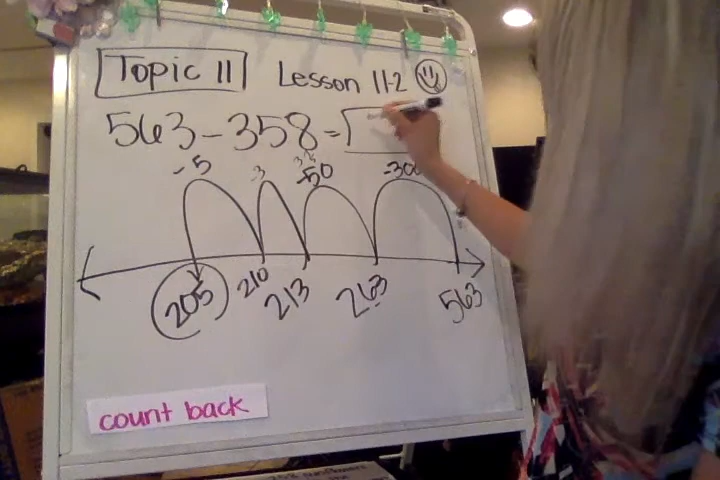 Topic 11 Lesson 11-2
563 - 358 =
-5 3 -50 -300
205 210 213 263 563
count back